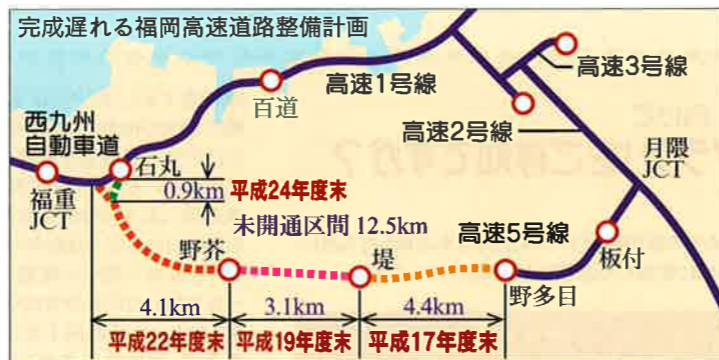 完成遅れる福岡高速道路整備計画
高速3号線
高速1号線
百道
高速2号線
西九州
自動車道
石丸
月隈
JCT
福重
JCT
0.9km
平成24年度末
未開通区間 12.5km
高速5号線
野芥
堤
板付
野多目
4.1km
3.1km
4.4km
平成22年度末
平成19年度末
平成17年度末